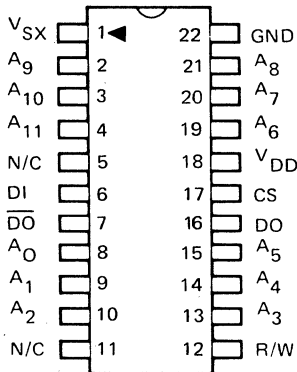 VSX 1 22 GND
A9 2 21 A8
A10 3 20 A7
A11 4 19 A6
N/C 5 18 VDD
DI 6 17 CS
D̅O̅ 7 16 DO
A0 8 15 A5
A1 9 14 A4
A2 10 13 A3
N/C 11 12 R/W